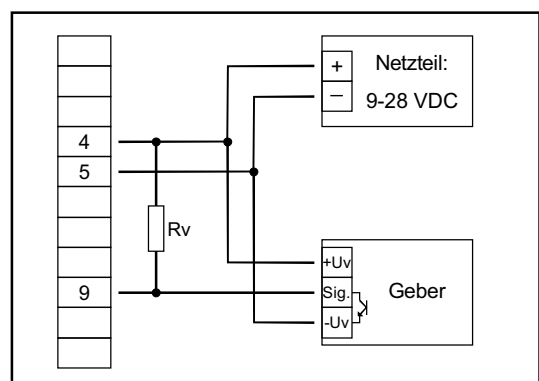 +
Netzteil:
–
9-28 VDC
4
5
Rv
+Uv
9
Sig.
Geber
-Uv